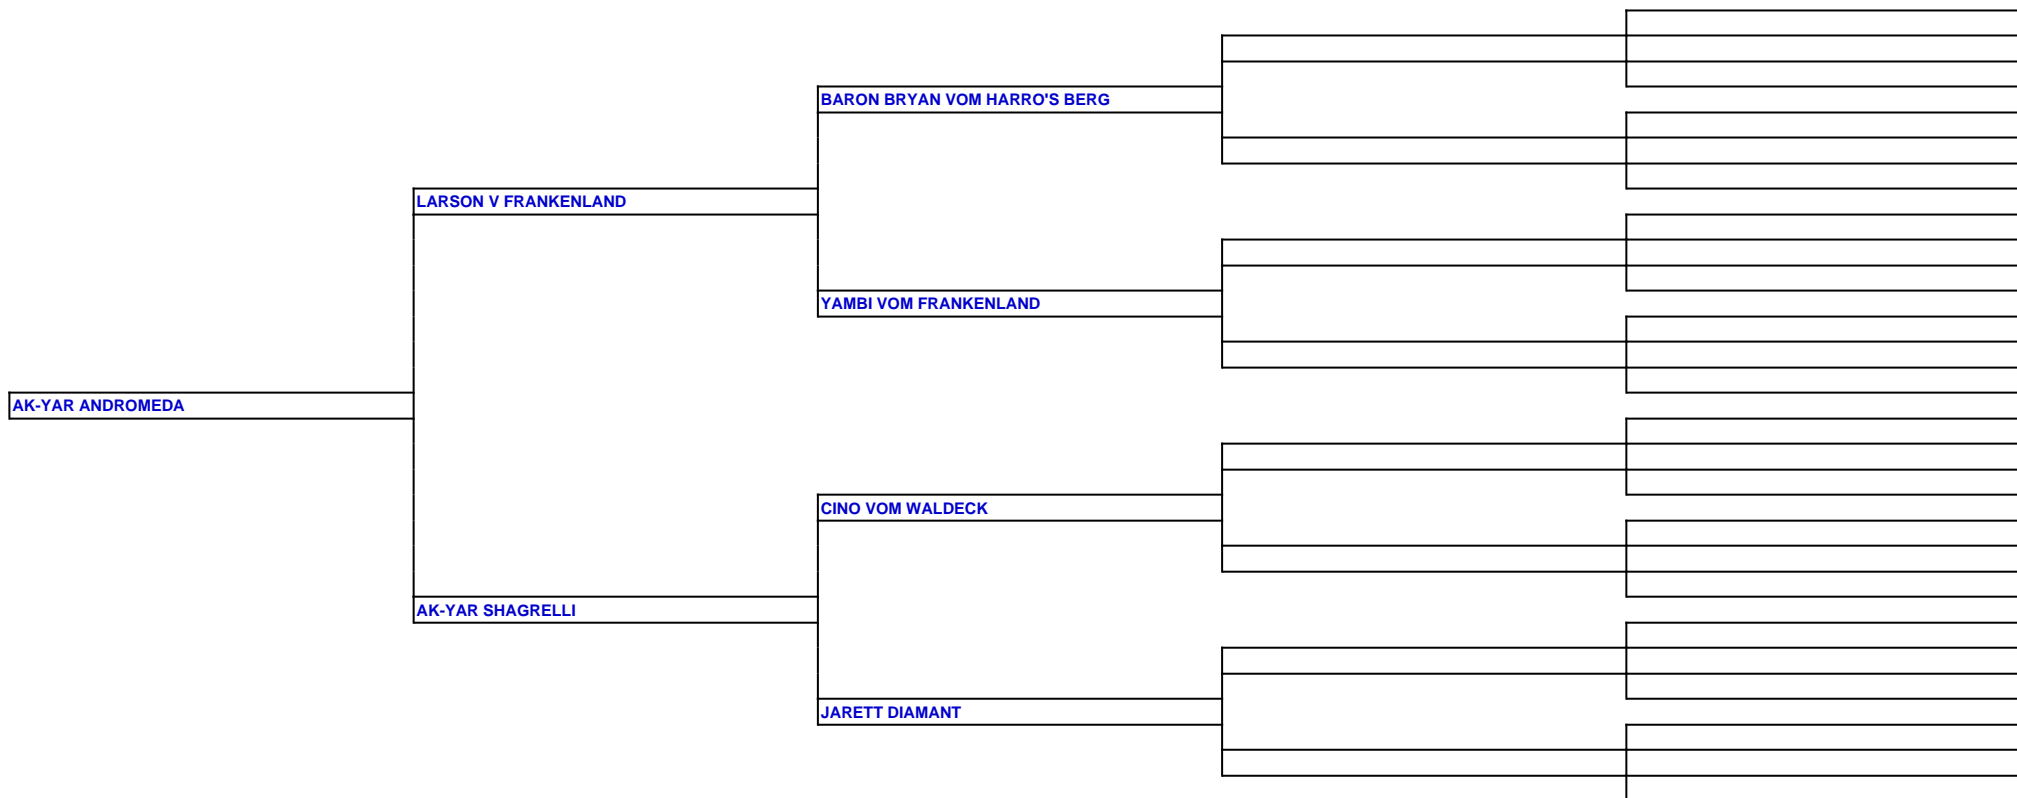 BARON BRYAN VOM HARRO'S BERG
LARSON V FRANKENLAND
YAMBI VOM FRANKENLAND
AK-YAR ANDROMEDA
CINO VOM WALDECK
AK-YAR SHAGRELLI
JARETT DIAMANT